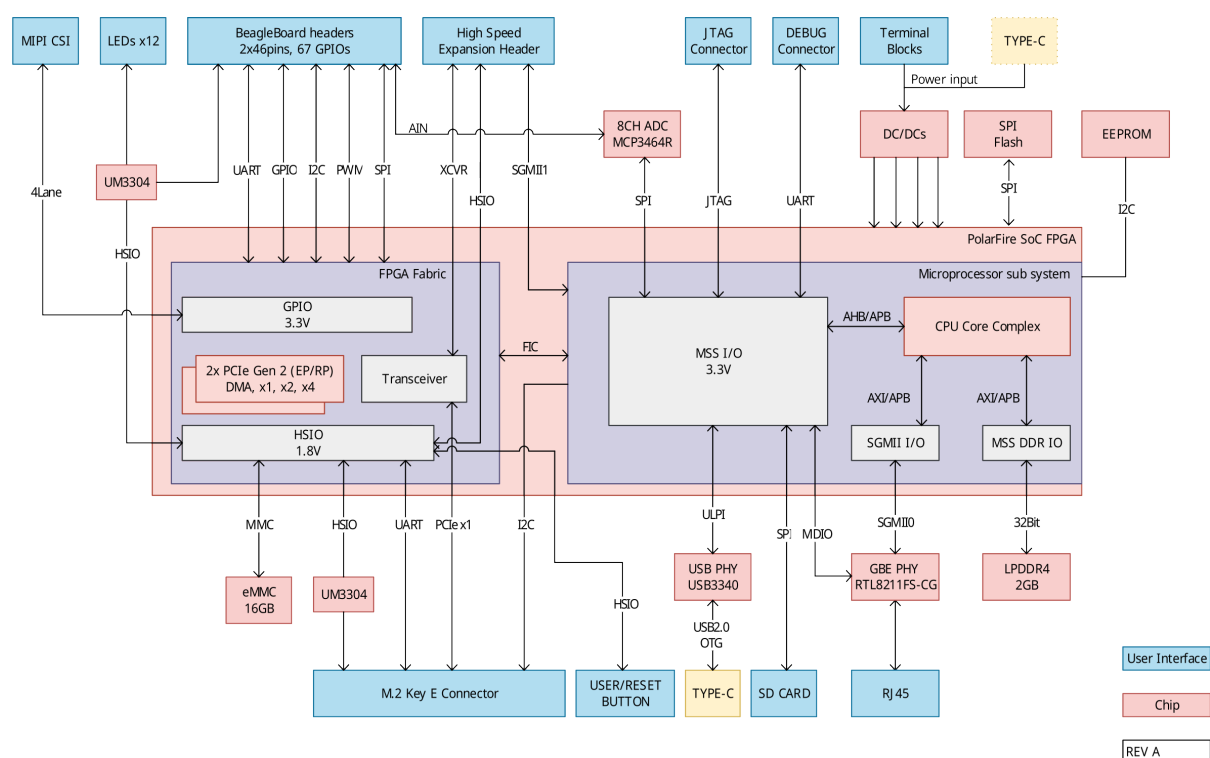 MIPI CSI
LEDs x12
BeagleBoard headers
2x46pins, 67 GPIOs
High Speed
Expansion Header
JTAG
Connector
DEBUG
Connector
Terminal
Blocks
TYPE-C
Power input
AIN
8CH ADC
MCP3464R
DC/DCs
SPI
Flash
EEPROM
UM3304
4Lane
UART
GPIO
I2C
PWM
SPI
XCVR
SGMII1
HSIO
SPI
JTAG
UART
SPI
I2C
HSIO
PolarFire SoC FPGA
FPGA Fabric
Microprocessor sub system
GPIO
3.3V
AHB/APB
CPU Core Complex
FIC
MSS I/O
3.3V
2x PCIe Gen 2 (EP/RP)
DMA, x1, x2, x4
Transceiver
AXI/APB
AXI/APB
HSIO
1.8V
SGMII I/O
MSS DDR IO
MMC
HSIO
UART
PCIe x1
I2C
ULPI
SPI
MDIO
SGMII0
32Bit
eMMC
16GB
UM3304
HSIO
USB PHY
USB3340
GBE PHY
RTL8211FS-CG
LPDDR4
2GB
USB2.0
OTG
M.2 Key E Connector
USER/RESET
BUTTON
TYPE-C
SD CARD
RJ45
User Interface
Chip
REV A